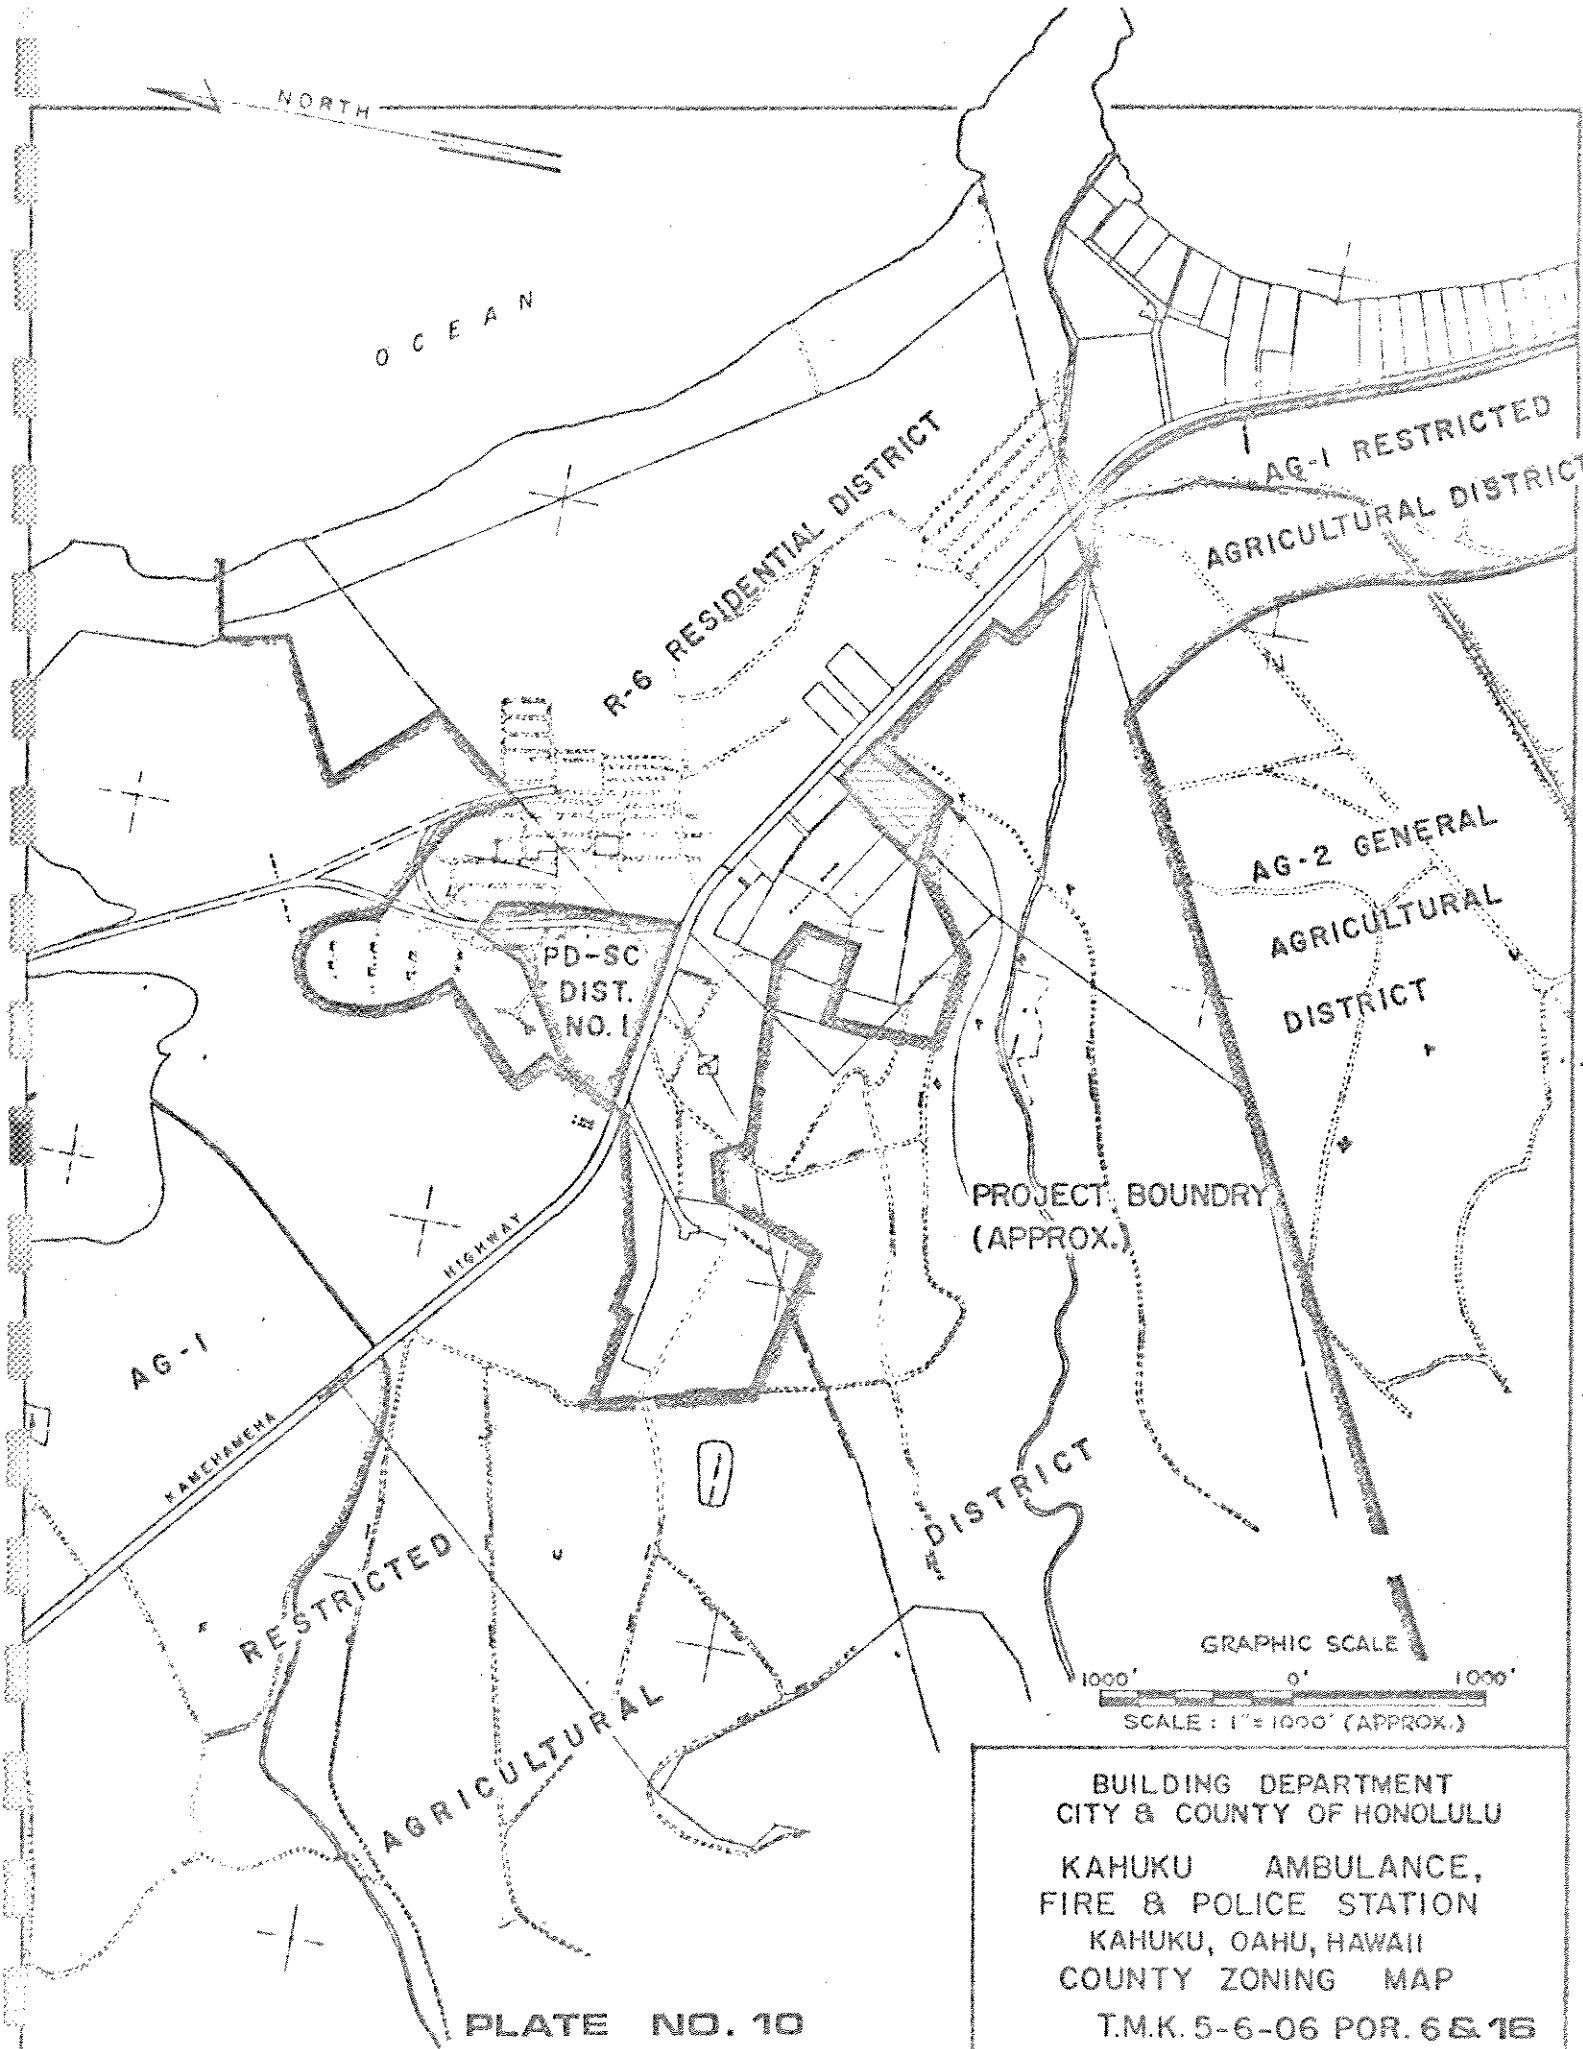 NORTH
OCEAN
R-6 RESIDENTIAL DISTRICT
AG-1 RESTRICTED
AGRICULTURAL DISTRICT
AG-2 GENERAL
AGRICULTURAL
DISTRICT
PD-SC
DIST.
NO. 1
PROJECT BOUNDRY
(APPROX.)
KAMEHAMEHA HIGHWAY
AG-1
RESTRICTED
AGRICULTURAL
DISTRICT
GRAPHIC SCALE
1000' 0' 1000'
SCALE : 1"=1000' (APPROX.)
BUILDING DEPARTMENT
CITY & COUNTY OF HONOLULU
KAHUKU AMBULANCE,
FIRE & POLICE STATION
KAHUKU, OAHU, HAWAII
COUNTY ZONING MAP
T.M.K. 5-6-06 POR. 6 & 16
PLATE NO. 10